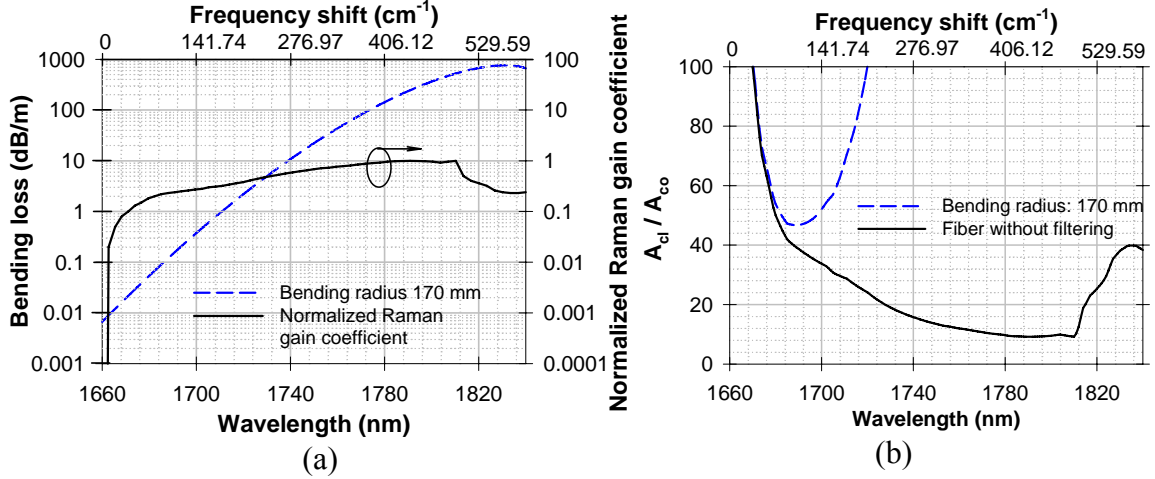 Frequency shift (cm-1)
0 141.74 276.97 406.12 529.59
1000 100
100 10
10 1
1 0.1
0.1 0.01
0.01 0.001
0.001 0.0001
Bending loss (dB/m)
Normalized Raman gain coefficient
Bending radius 170 mm
Normalized Raman
gain coefficient
1660 1700 1740 1780 1820
Wavelength (nm)
(a)
Frequency shift (cm-1)
0 141.74 276.97 406.12 529.59
100
80
60
40
20
0
Acl / Aco
Bending radius: 170 mm
Fiber without filtering
1660 1700 1740 1780 1820
Wavelength (nm)
(b)